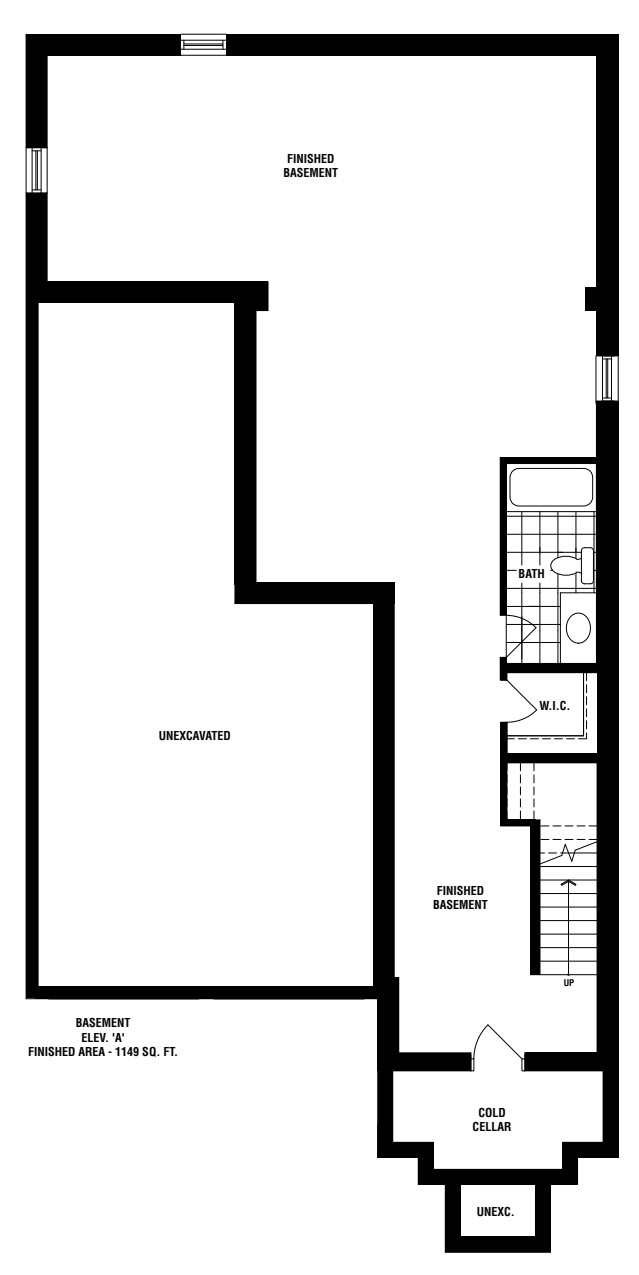 FINISHED
BASEMENT
BATH
W.I.C.
UNEXCAVATED
FINISHED
BASEMENT
UP
BASEMENT
ELEV. 'A'
FINISHED AREA - 1149 SQ. FT.
COLD
CELLAR
UNEXC.